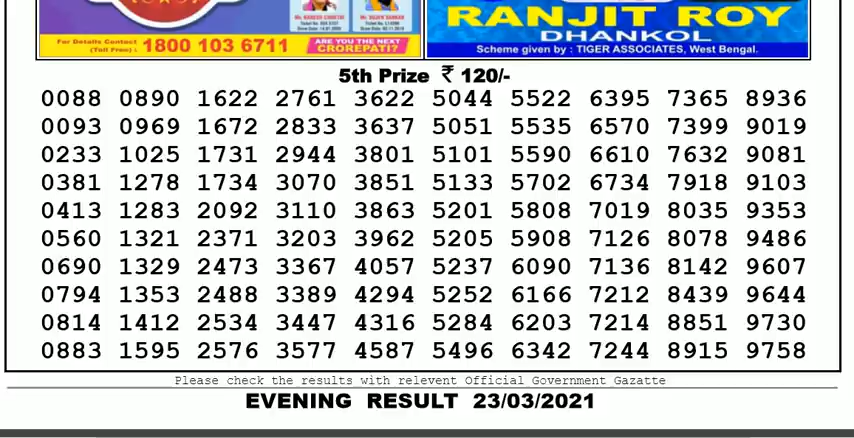 RANJIT ROY
DHANKOL
Scheme given by : TIGER ASSOCIATES, West Bengal.
For Details Contact
(Toll Free) : 1800 103 6711
ARE YOU THE NEXT
CROREPATI?
5th Prize ₹ 120/-
0088 0890 1622 2761 3622 5044 5522 6395 7365 8936
0093 0969 1672 2833 3637 5051 5535 6570 7399 9019
0233 1025 1731 2944 3801 5101 5590 6610 7632 9081
0381 1278 1734 3070 3851 5133 5702 6734 7918 9103
0413 1283 2092 3110 3863 5201 5808 7019 8035 9353
0560 1321 2371 3203 3962 5205 5908 7126 8078 9486
0690 1329 2473 3367 4057 5237 6090 7136 8142 9607
0794 1353 2488 3389 4294 5252 6166 7212 8439 9644
0814 1412 2534 3447 4316 5284 6203 7214 8851 9730
0883 1595 2576 3577 4587 5496 6342 7244 8915 9758
Please check the results with relevent Official Government Gazatte
EVENING RESULT 23/03/2021